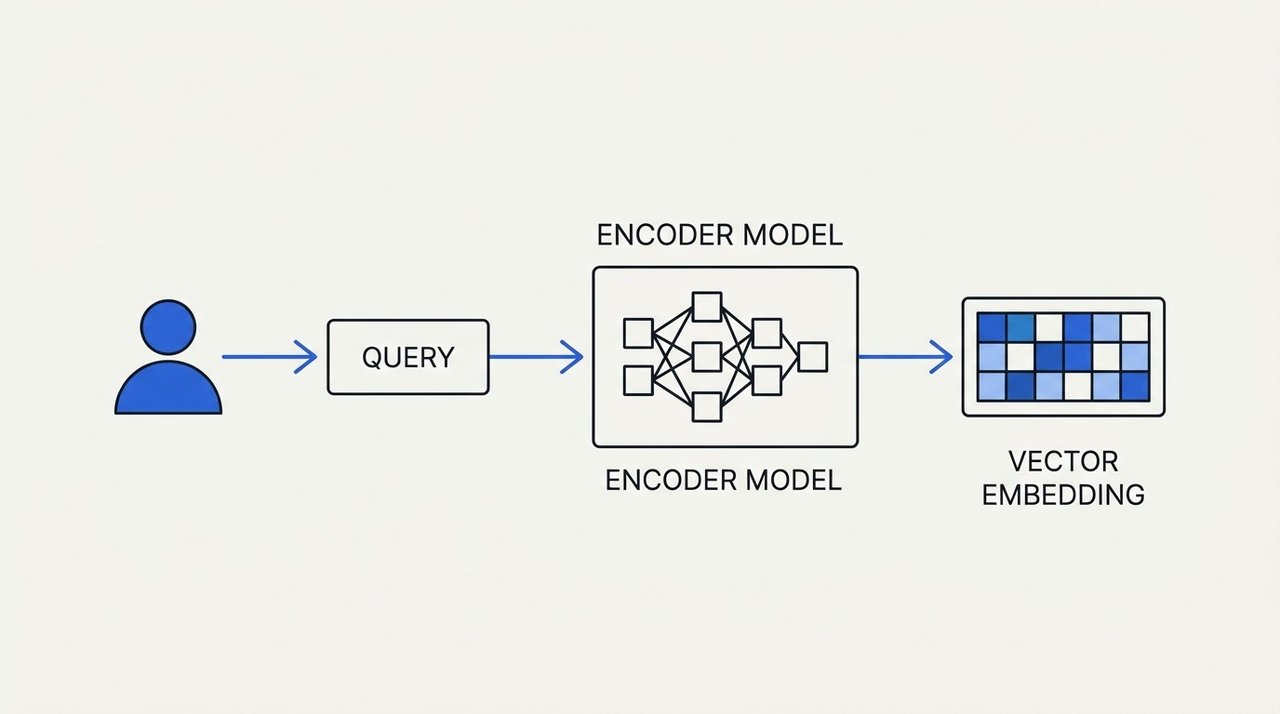 QUERY
ENCODER MODEL
ENCODER MODEL
VECTOR
EMBEDDING